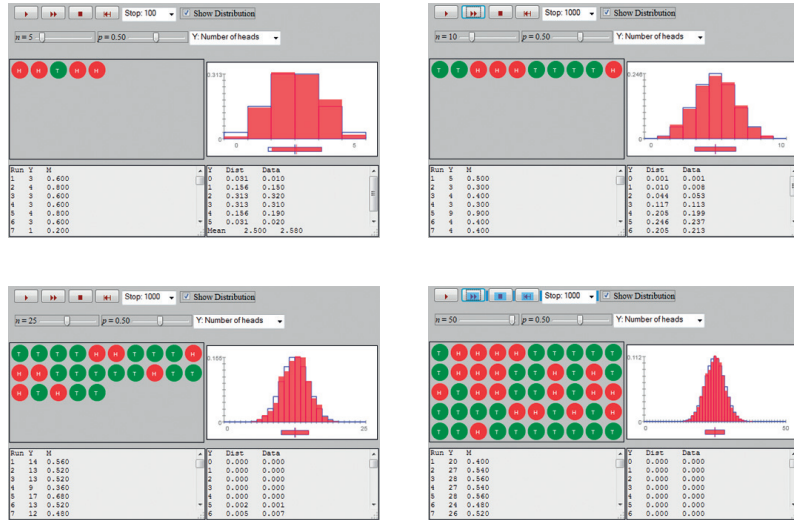 Stop: 100
Show Distribution
n = 5
p = 0.50
Y: Number of heads
H H T H H
0.313
0
5
Run Y M
1 3 0.600
2 4 0.800
3 3 0.600
4 3 0.600
5 4 0.800
6 3 0.600
7 1 0.200
Y Dist Data
0 0.031 0.010
1 0.156 0.150
2 0.313 0.320
3 0.313 0.310
4 0.156 0.190
5 0.031 0.020
Mean 2.500 2.580
Stop: 1000
Show Distribution
n = 10
p = 0.50
Y: Number of heads
T T H H H T T T T H
0.246
0
10
Run Y M
1 5 0.500
2 3 0.300
3 4 0.400
4 3 0.300
5 9 0.900
6 4 0.400
7 4 0.400
Y Dist Data
0 0.001 0.001
1 0.010 0.008
2 0.044 0.053
3 0.117 0.113
4 0.205 0.199
5 0.246 0.237
6 0.205 0.213
Stop: 1000
Show Distribution
n = 25
p = 0.50
Y: Number of heads
T T T T H H T T T H
H H T T T T T H T T
H T H T T
0.155
0
25
Run Y M
1 14 0.560
2 13 0.520
3 13 0.520
4 9 0.360
5 17 0.680
6 13 0.520
7 12 0.480
Y Dist Data
0 0.000 0.000
1 0.000 0.000
2 0.000 0.000
3 0.000 0.000
4 0.000 0.000
5 0.002 0.001
6 0.005 0.007
Stop: 1000
Show Distribution
n = 50
p = 0.50
Y: Number of heads
0.112
0
50
Run Y M
1 20 0.400
2 27 0.540
3 28 0.560
4 27 0.540
5 28 0.560
6 24 0.480
7 26 0.520
Y Dist Data
0 0.000 0.000
1 0.000 0.000
2 0.000 0.000
3 0.000 0.000
4 0.000 0.000
5 0.000 0.000
6 0.000 0.000